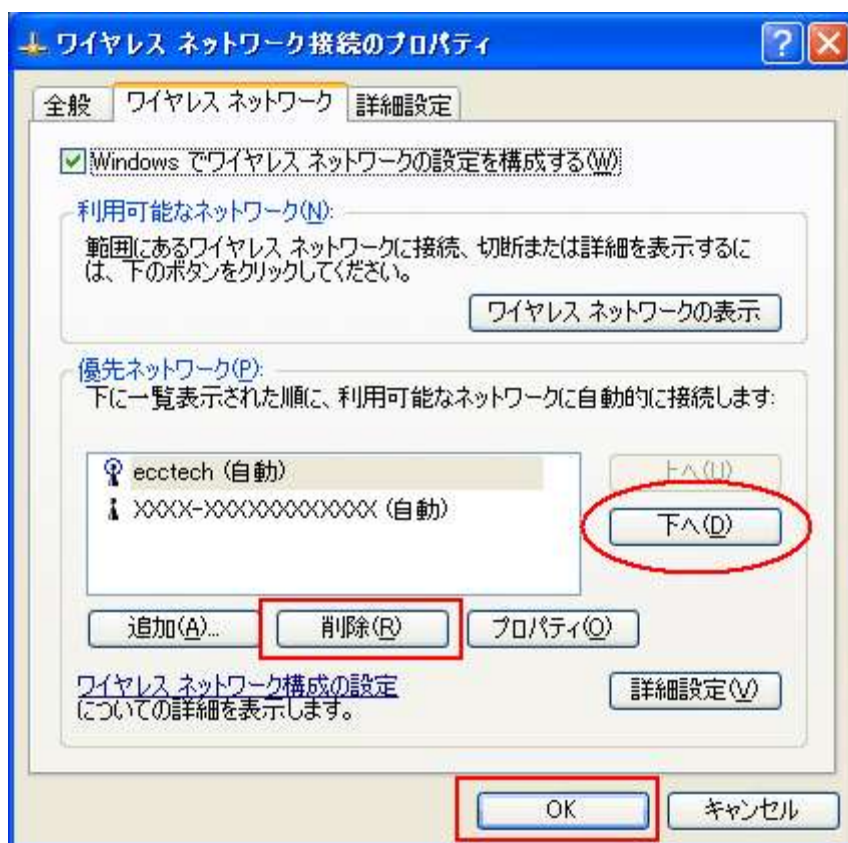 ワイヤレス ネットワーク接続のプロパティ
全般 ワイヤレス ネットワーク 詳細設定
Windows でワイヤレス ネットワークの設定を構成する(W)
利用可能なネットワーク(N):
範囲にあるワイヤレス ネットワークに接続、切断または詳細を表示するに
は、下のボタンをクリックしてください。
ワイヤレス ネットワークの表示
優先ネットワーク(P):
下に一覧表示された順に、利用可能なネットワークに自動的に接続します:
ecctech (自動)
上へ(U)
XXXX-XXXXXXXXXXXX (自動)
下へ(D)
追加(A)... 削除(R) プロパティ(O)
ワイヤレス ネットワーク構成の設定
についての詳細を表示します。
詳細設定(V)
OK キャンセル